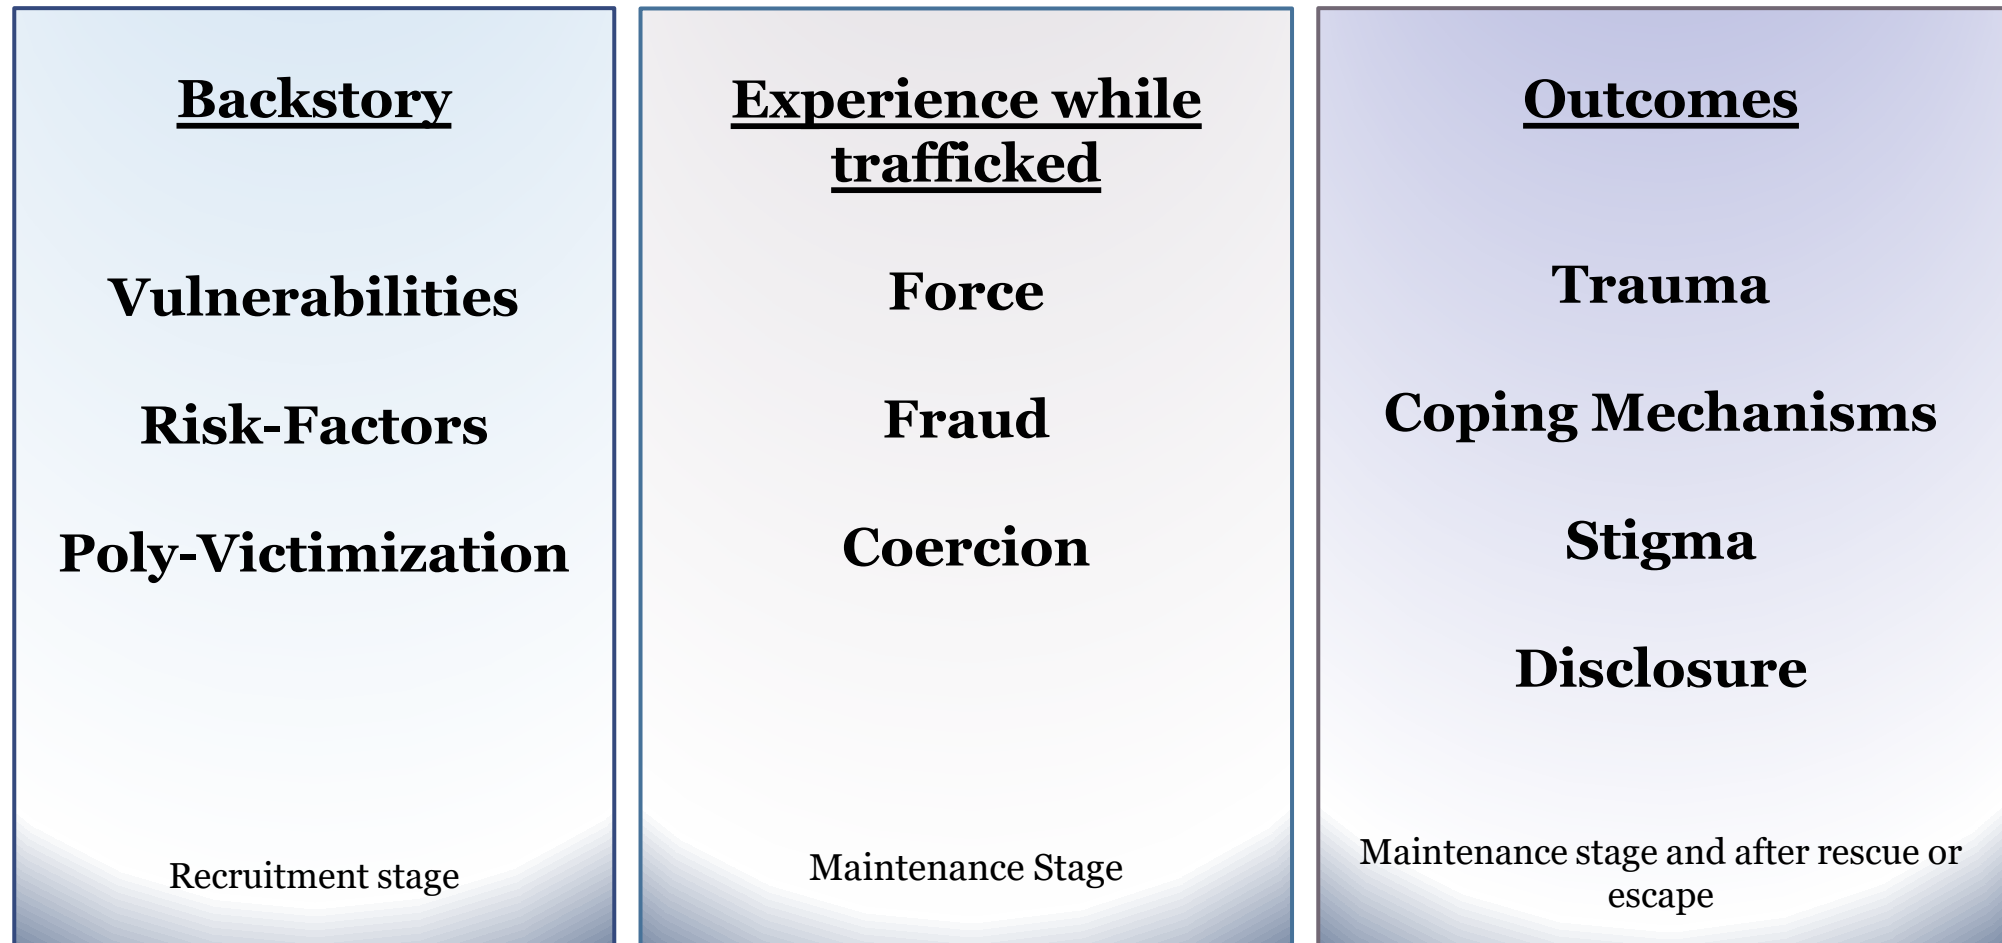 Backstory
Vulnerabilities
Risk-Factors
Poly-Victimization
Recruitment stage
Experience while
trafficked
Force
Fraud
Coercion
Maintenance Stage
Outcomes
Trauma
Coping Mechanisms
Stigma
Disclosure
Maintenance stage and after rescue or
escape